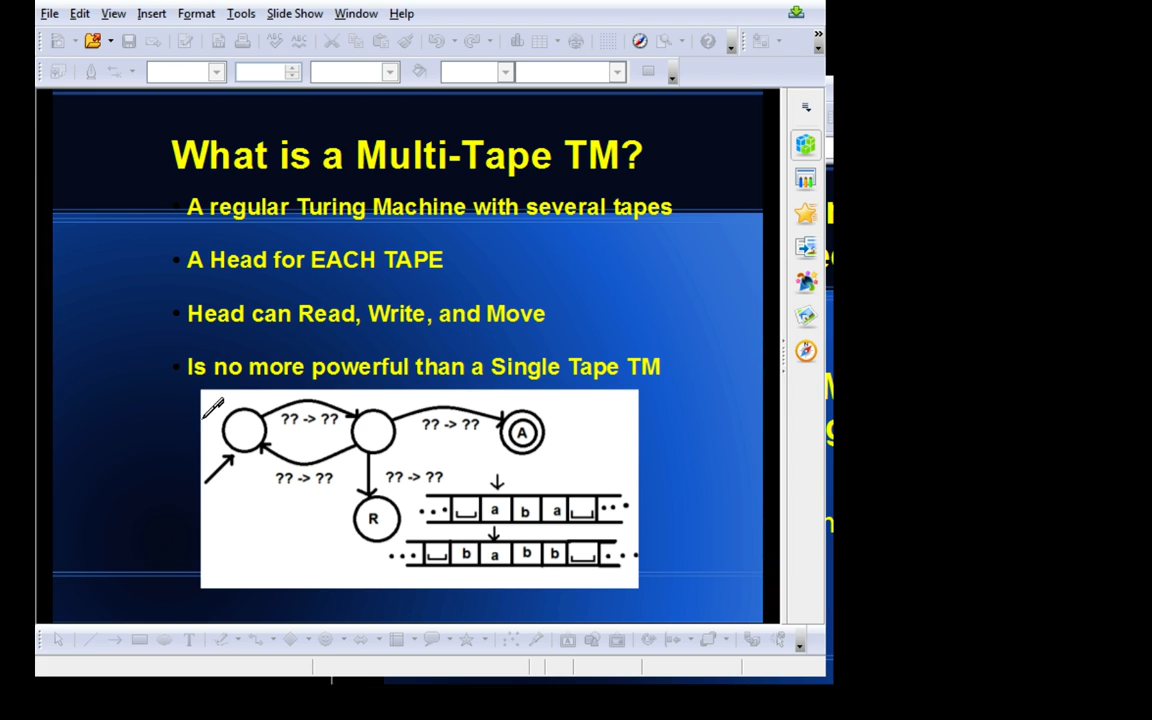 File Edit View Insert Format Tools Slide Show Window Help
What is a Multi-Tape TM?
• A regular Turing Machine with several tapes
• A Head for EACH TAPE
• Head can Read, Write, and Move
• Is no more powerful than a Single Tape TM
?? -> ??
?? -> ??
A
?? -> ??
?? -> ??
R
a b a
b a b b